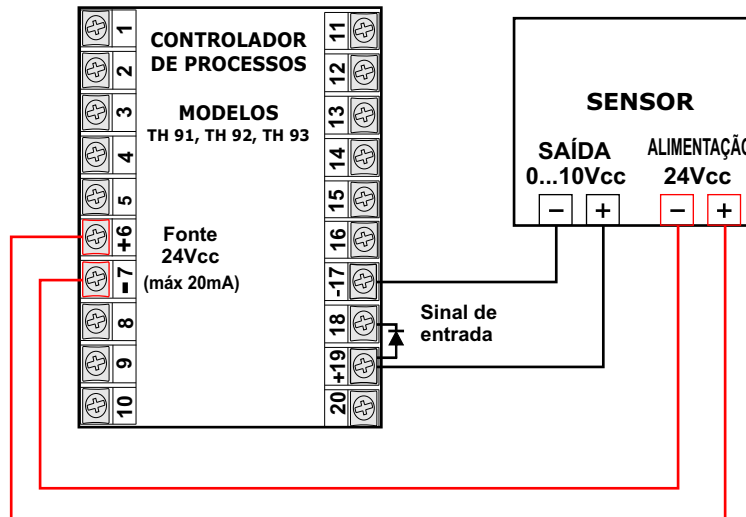 1
2
3
4
5
+6
-7
8
9
10
CONTROLADOR
DE PROCESSOS
MODELOS
TH 91, TH 92, TH 93
Fonte
24Vcc
(máx 20mA)
11
12
13
14
15
16
-17
18
+19
20
Sinal de
entrada
SENSOR
SAÍDA
0...10Vcc
ALIMENTAÇÃO
24Vcc
− +
− +